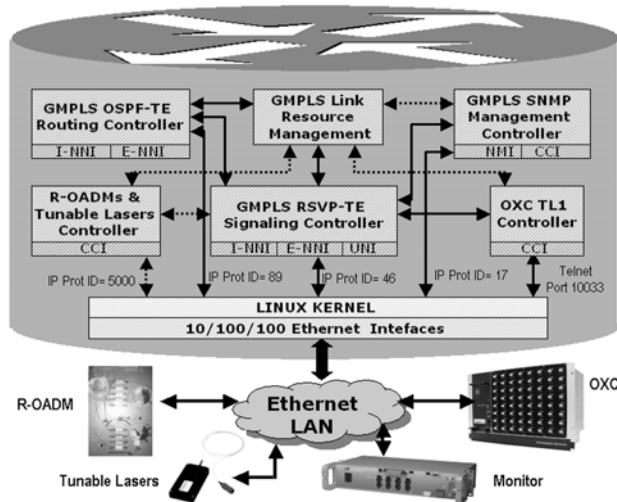 GMPLS OSPF-TE
Routing Controller
I-NNI E-NNI
GMPLS Link
Resource
Management
GMPLS SNMP
Management
Controller
NMI CCI
R-OADMs &
Tunable Lasers
Controller
CCI
GMPLS RSVP-TE
Signaling Controller
I-NNI E-NNI UNI
OXC TL1
Controller
CCI
IP Prot ID= 5000
IP Prot ID= 89
IP Prot ID= 46
IP Prot ID= 17
Telnet
Port 10033
LINUX KERNEL
10/100/100 Ethernet Intefaces
R-OADM
Ethernet
LAN
OXC
Tunable Lasers
Monitor